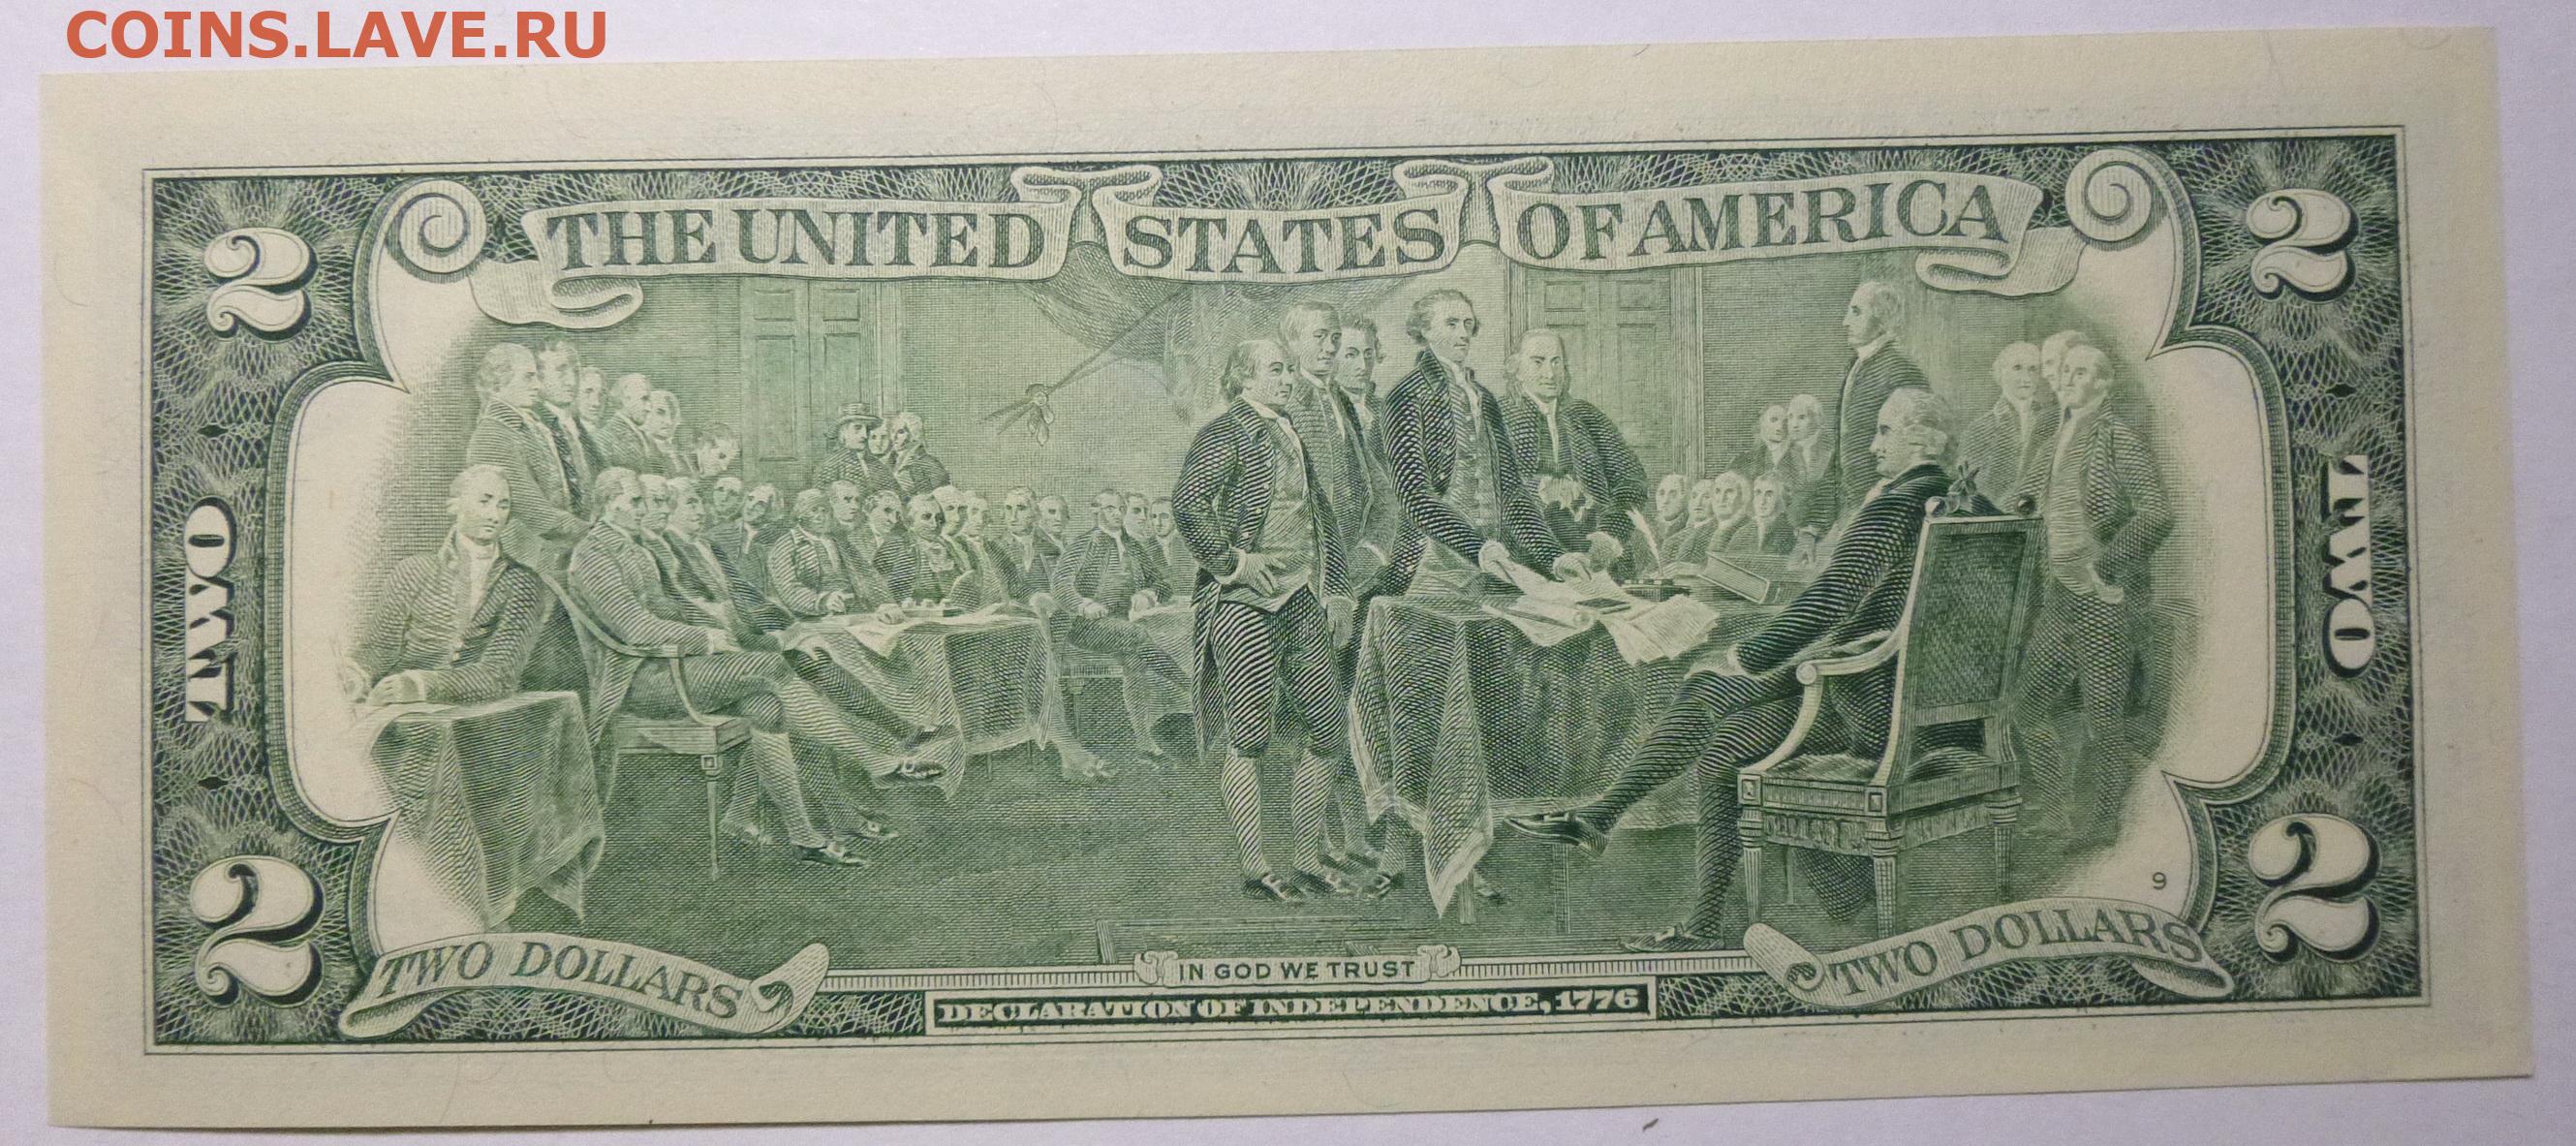 COINS.LAVE.RU
THE UNITED STATES OF AMERICA
2
2
TWO
TWO
9
2
2
TWO DOLLARS
TWO DOLLARS
IN GOD WE TRUST
DECLARATION OF INDEPENDENCE, 1776